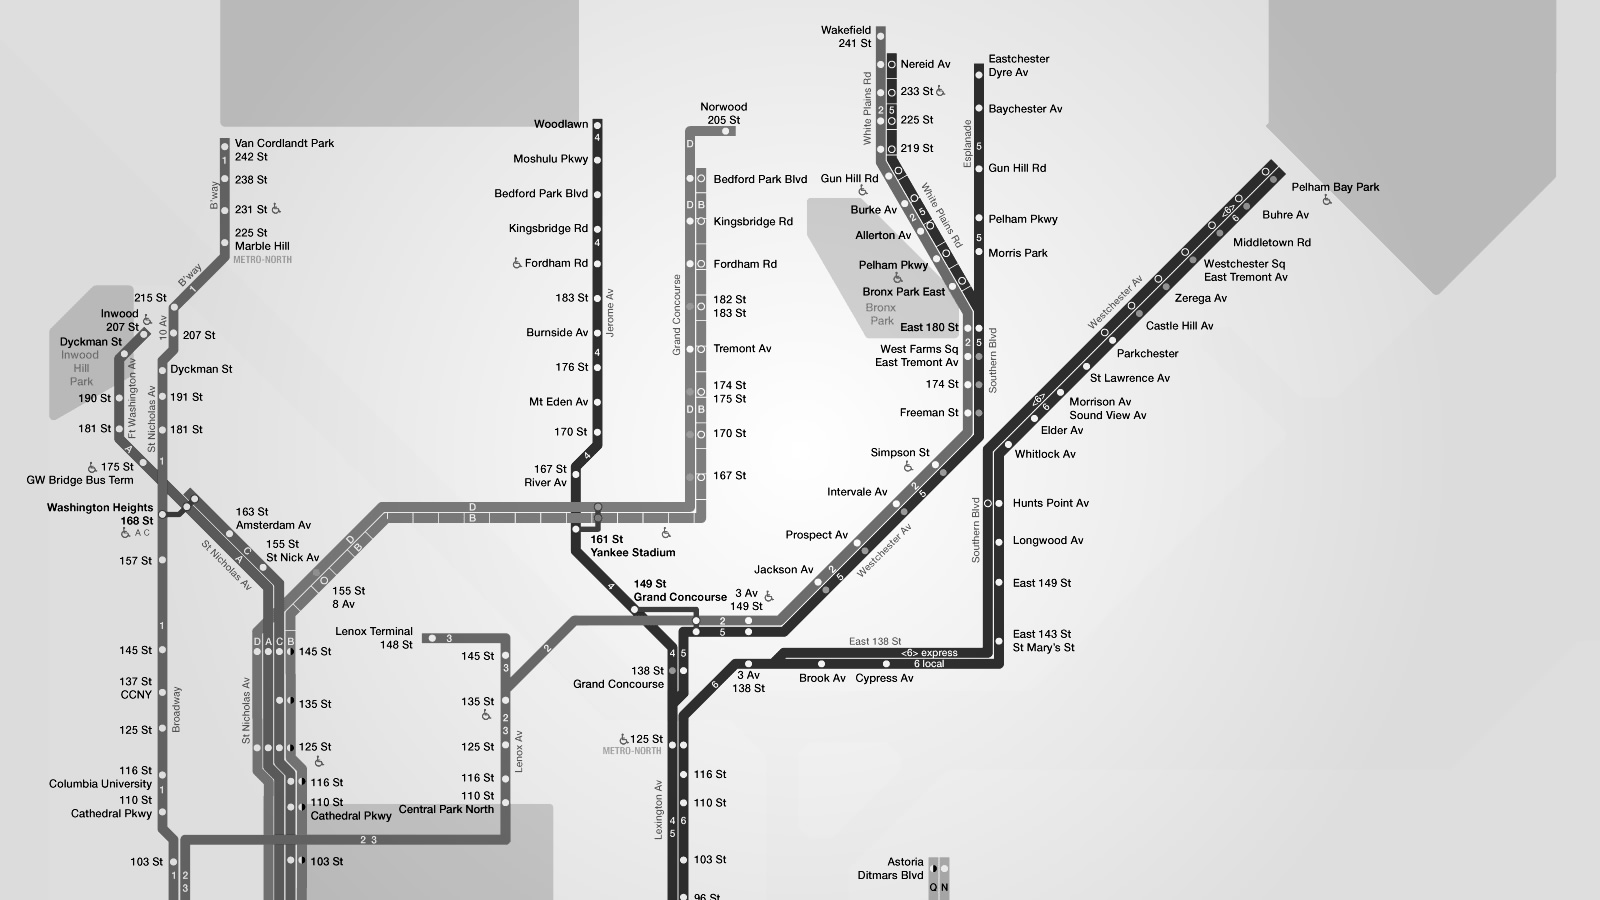 Wakefield
241 St
Nereid Av
233 St
225 St
219 St
White Plains Rd
2
5
Gun Hill Rd
Burke Av
Allerton Av
Pelham Pkwy
Bronx Park East
Bronx
Park
White Plains Rd
5
2
East 180 St
2 5
West Farms Sq
East Tremont Av
174 St
Freeman St
Southern Blvd
Simpson St
Intervale Av
Prospect Av
Jackson Av
Westchester Av
2
5
2
5
3 Av
149 St
Eastchester
Dyre Av
Baychester Av
Esplanade
5
Gun Hill Rd
Pelham Pkwy
5
Morris Park
Pelham Bay Park
Buhre Av
Middletown Rd
Westchester Sq
East Tremont Av
Zerega Av
Castle Hill Av
Parkchester
St Lawrence Av
Morrison Av
Sound View Av
Elder Av
Whitlock Av
Westchester Av
<6>
6
<6>
6
Hunts Point Av
Longwood Av
East 149 St
East 143 St
St Mary's St
Southern Blvd
East 138 St
<6> express
6 local
Cypress Av
Brook Av
3 Av
138 St
6
Norwood
205 St
D
Bedford Park Blvd
D B
Kingsbridge Rd
Fordham Rd
182 St
183 St
Tremont Av
174 St
175 St
D B
170 St
167 St
Grand Concourse
D
B
Woodlawn
4
Moshulu Pkwy
Bedford Park Blvd
Kingsbridge Rd
4
Fordham Rd
183 St
Jerome Av
Burnside Av
4
176 St
Mt Eden Av
170 St
4
167 St
River Av
161 St
Yankee Stadium
4
149 St
Grand Concourse
2
5
4 5
138 St
Grand Concourse
125 St
METRO-NORTH
116 St
110 St
Lexington Av
4 6
5
103 St
96 St
Van Cordlandt Park
242 St
1
238 St
B'way
231 St
225 St
Marble Hill
METRO-NORTH
B'way
1
215 St
10 Av
207 St
Dyckman St
191 St
181 St
St Nicholas Av
1
Inwood
207 St
Dyckman St
Inwood
Hill
Park
190 St
181 St
Ft Washington Av
A
175 St
GW Bridge Bus Term
Washington Heights
168 St
A C
163 St
Amsterdam Av
C
A
155 St
St Nick Av
St Nicholas Av
D
B
155 St
8 Av
157 St
1
145 St
137 St
CCNY
Broadway
125 St
116 St
Columbia University
1
110 St
Cathedral Pkwy
103 St
1 2
3
D A C B
145 St
135 St
St Nicholas Av
125 St
116 St
110 St
Cathedral Pkwy
103 St
Lenox Terminal
148 St
3
145 St
3
2
135 St
2
3
125 St
Lenox Av
116 St
110 St
Central Park North
2 3
Astoria
Ditmars Blvd
Q N